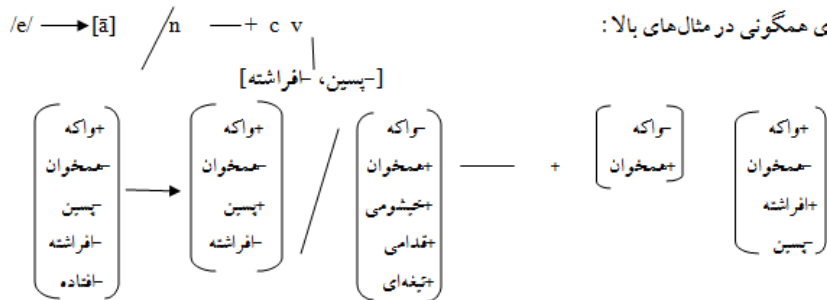 ی همگونی در مثال‌های بالا :
/e/ → [ā] / n — + c v
[–پسین، –افراشته]
+واکه +واکه –واکه –واکه +واکه
–همخوان –همخوان +همخوان — + +همخوان –همخوان
–پسین → +پسین / +خیشومی +افراشته
–افراشته –افراشته +قدامی –پسین
–افتاده +تیغه‌ای